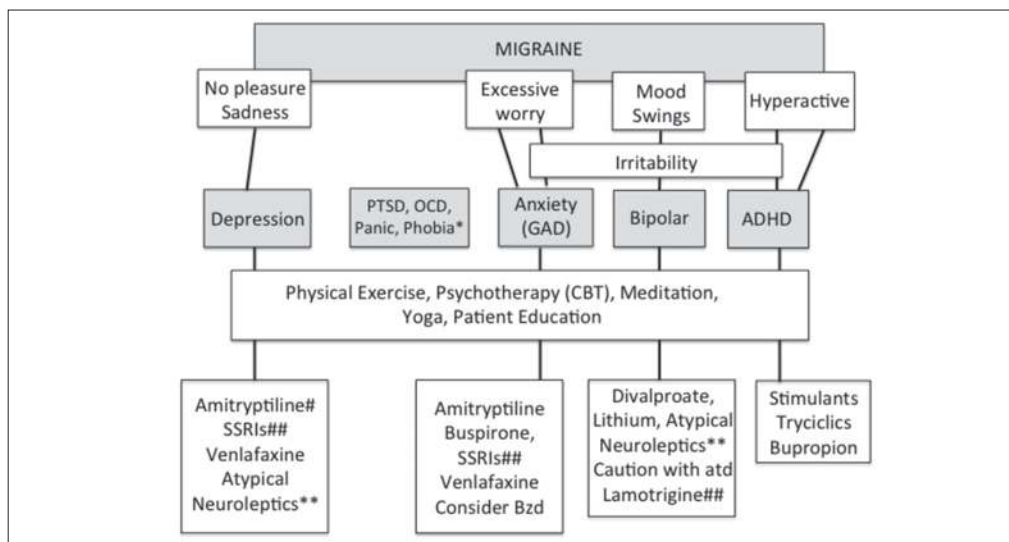 MIGRAINE
No pleasure
Sadness
Excessive
worry
Mood
Swings
Hyperactive
Irritability
Depression
PTSD, OCD,
Panic, Phobia*
Anxiety
(GAD)
Bipolar
ADHD
Physical Exercise, Psychotherapy (CBT), Meditation,
Yoga, Patient Education
Amitryptiline#
SSRIs##
Venlafaxine
Atypical
Neuroleptics**
Amitryptiline
Buspirone,
SSRIs##
Venlafaxine
Consider Bzd
Divalproate,
Lithium, Atypical
Neuroleptics**
Caution with atd
Lamotrigine##
Stimulants
Tryciclics
Bupropion